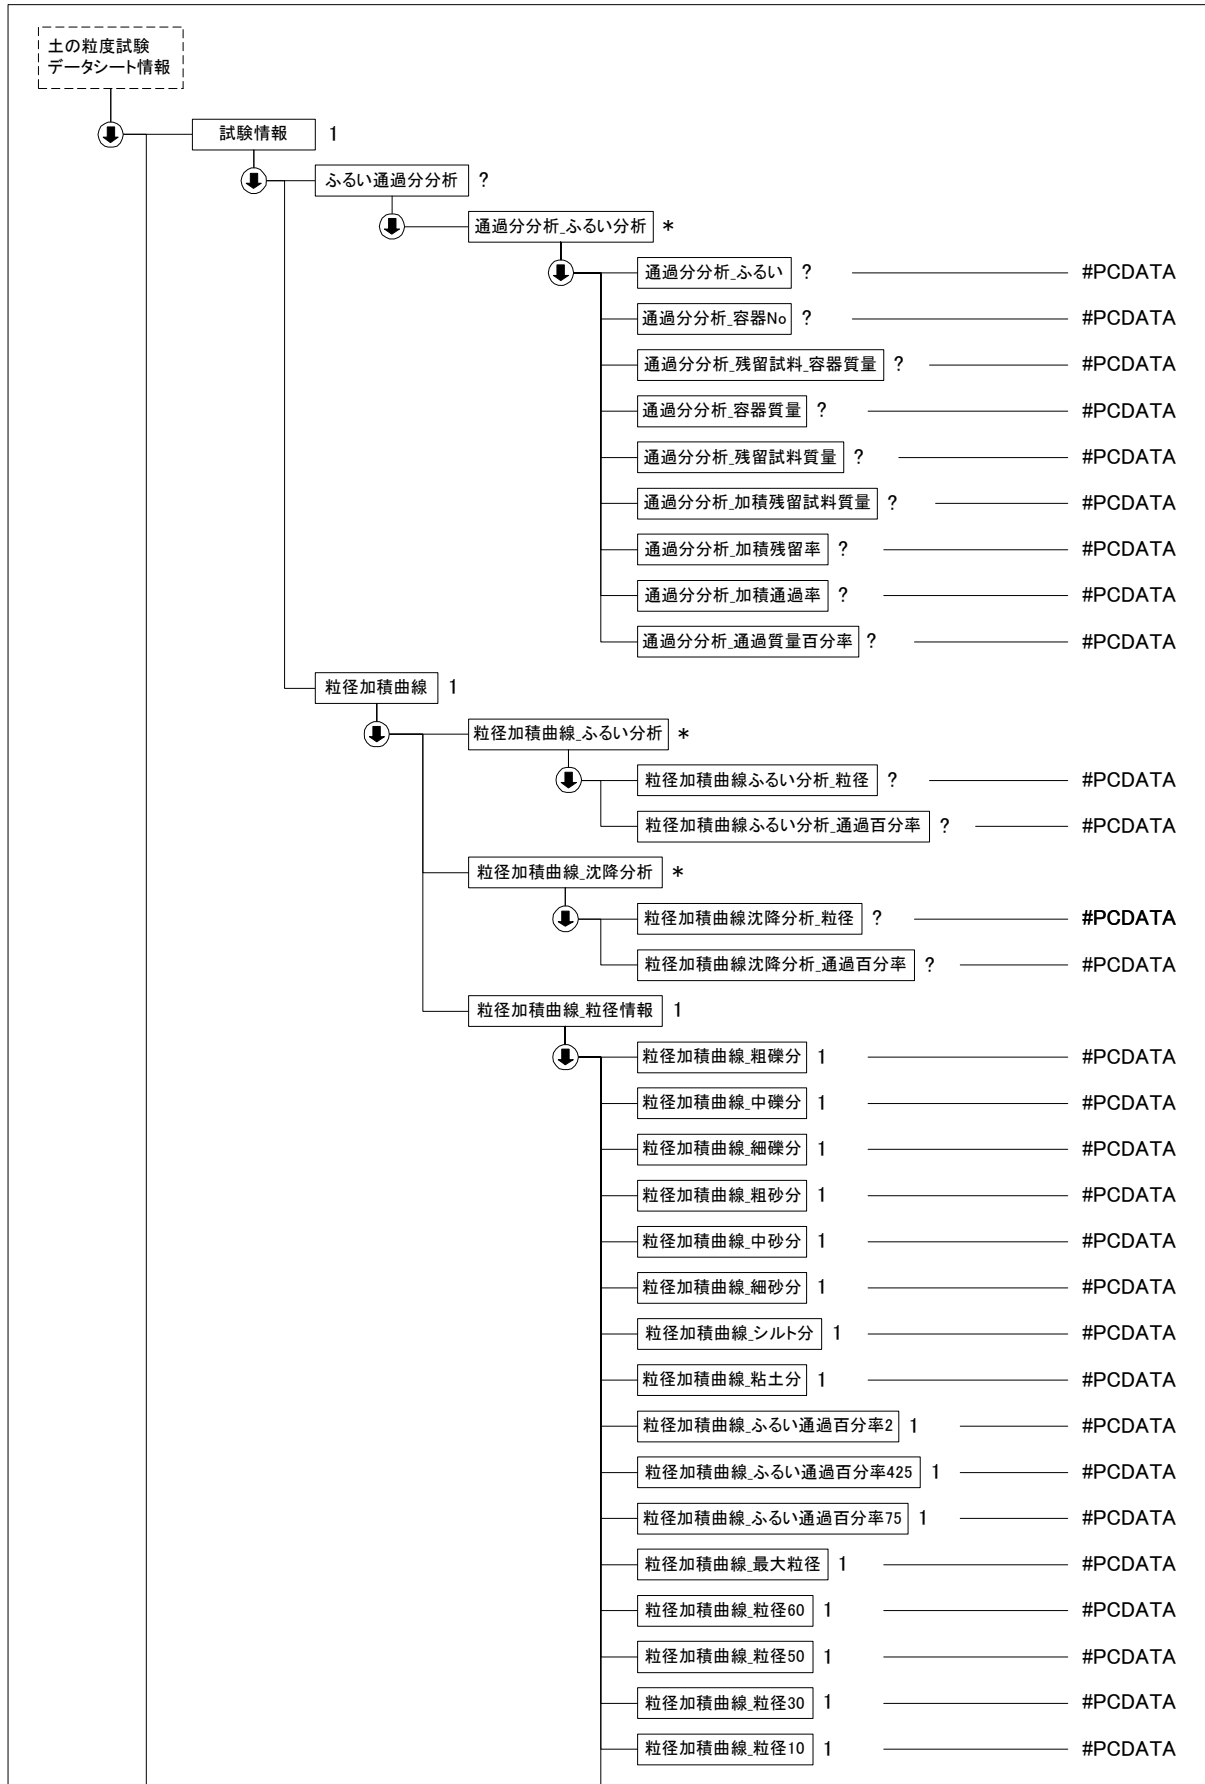 土の粒度試験
データシート情報
試験情報 1
ふるい通過分分析 ?
通過分分析_ふるい分析 *
通過分分析_ふるい ? #PCDATA
通過分分析_容器No ? #PCDATA
通過分分析_残留試料_容器質量 ? #PCDATA
通過分分析_容器質量 ? #PCDATA
通過分分析_残留試料質量 ? #PCDATA
通過分分析_加積残留試料質量 ? #PCDATA
通過分分析_加積残留率 ? #PCDATA
通過分分析_加積通過率 ? #PCDATA
通過分分析_通過質量百分率 ? #PCDATA
粒径加積曲線 1
粒径加積曲線_ふるい分析 *
粒径加積曲線ふるい分析_粒径 ? #PCDATA
粒径加積曲線ふるい分析_通過百分率 ? #PCDATA
粒径加積曲線_沈降分析 *
粒径加積曲線沈降分析_粒径 ? #PCDATA
粒径加積曲線沈降分析_通過百分率 ? #PCDATA
粒径加積曲線_粒径情報 1
粒径加積曲線_粗礫分 1 #PCDATA
粒径加積曲線_中礫分 1 #PCDATA
粒径加積曲線_細礫分 1 #PCDATA
粒径加積曲線_粗砂分 1 #PCDATA
粒径加積曲線_中砂分 1 #PCDATA
粒径加積曲線_細砂分 1 #PCDATA
粒径加積曲線_シルト分 1 #PCDATA
粒径加積曲線_粘土分 1 #PCDATA
粒径加積曲線_ふるい通過百分率2 1 #PCDATA
粒径加積曲線_ふるい通過百分率425 1 #PCDATA
粒径加積曲線_ふるい通過百分率75 1 #PCDATA
粒径加積曲線_最大粒径 1 #PCDATA
粒径加積曲線_粒径60 1 #PCDATA
粒径加積曲線_粒径50 1 #PCDATA
粒径加積曲線_粒径30 1 #PCDATA
粒径加積曲線_粒径10 1 #PCDATA